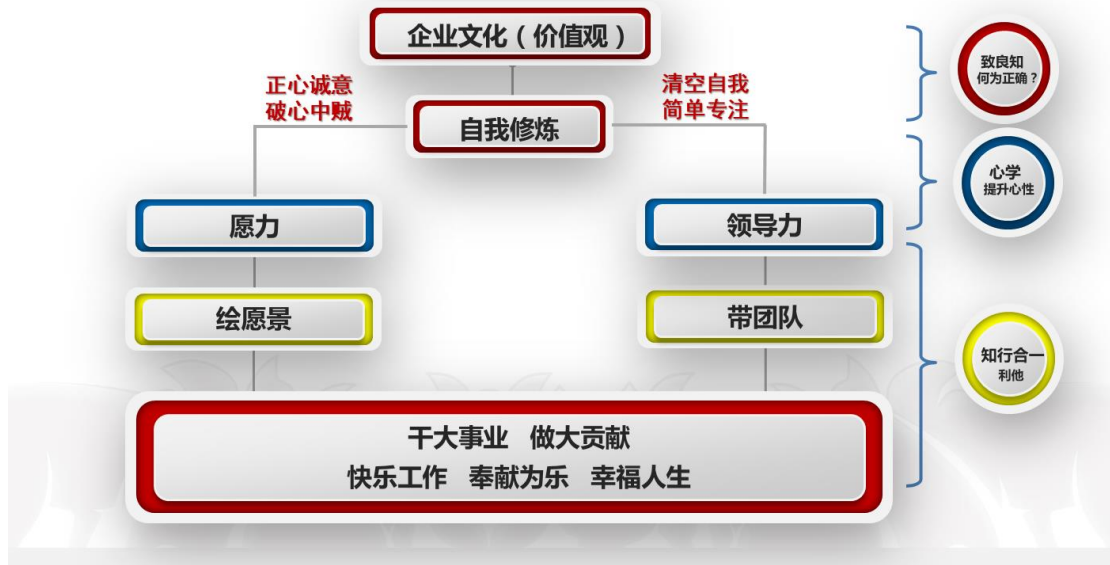 企业文化（价值观）
正心诚意
破心中贼
清空自我
简单专注
自我修炼
愿力
领导力
绘愿景
带团队
干大事业 做大贡献
快乐工作 奉献为乐 幸福人生
致良知
何为正确？
心学
提升心性
知行合一
利他